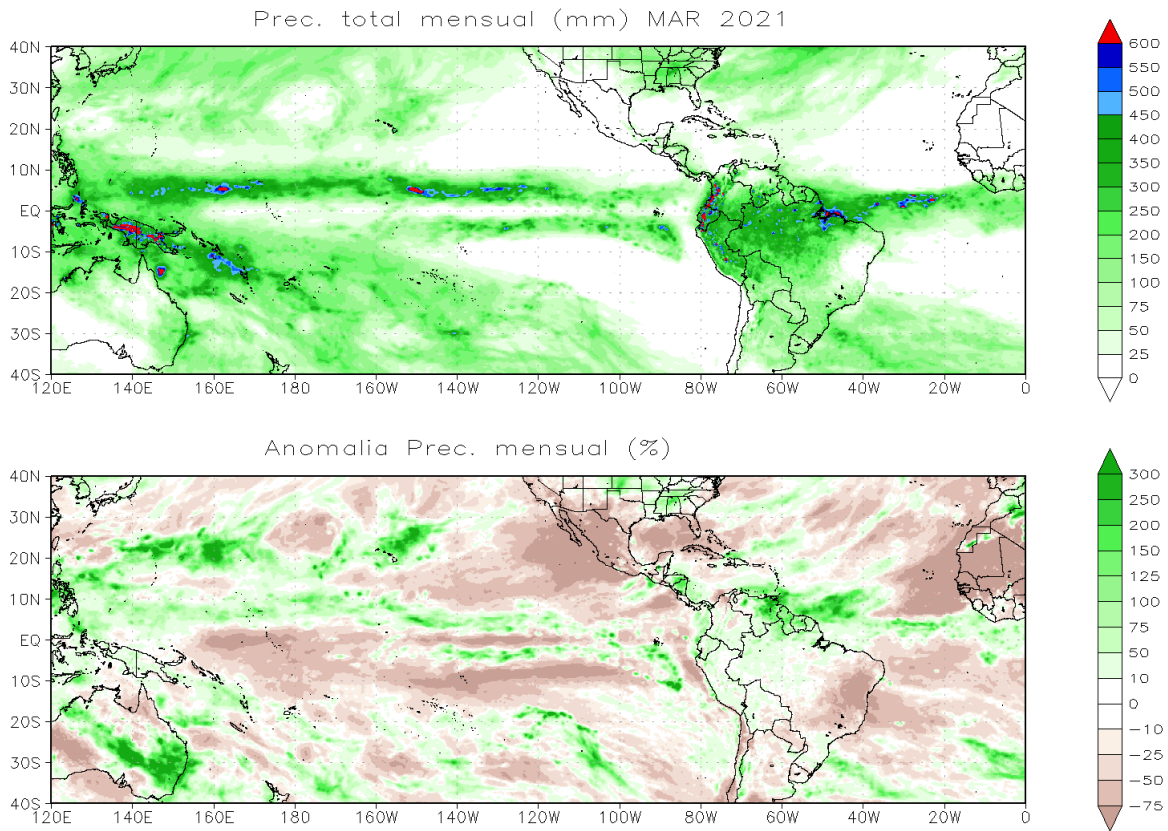 Prec. total mensual (mm) MAR 2021
40N
30N
20N
10N
EQ
10S
20S
30S
40S
120E 140E 160E 180 160W 140W 120W 100W 80W 60W 40W 20W 0
600
550
500
450
400
350
300
250
200
150
100
75
50
25
0
Anomalia Prec. mensual (%)
40N
30N
20N
10N
EQ
10S
20S
30S
40S
120E 140E 160E 180 160W 140W 120W 100W 80W 60W 40W 20W 0
300
250
200
150
125
100
75
50
10
0
-10
-25
-50
-75